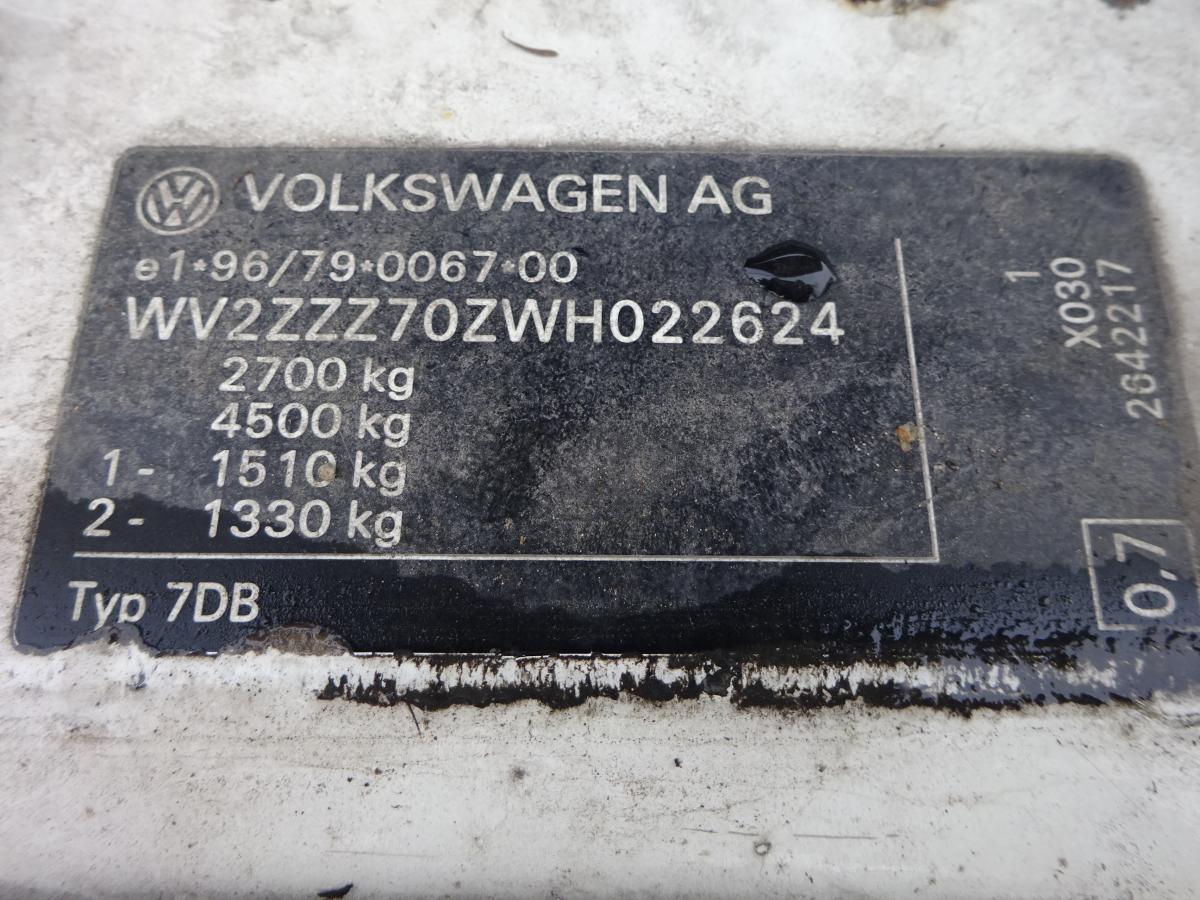 VOLKSWAGEN AG
e1*96/79*0067*00
WV2ZZZ70ZWH022624
2700 kg
4500 kg
1- 1510 kg
2- 1330 kg
Typ 7DB
1
X030
2642217
0,7